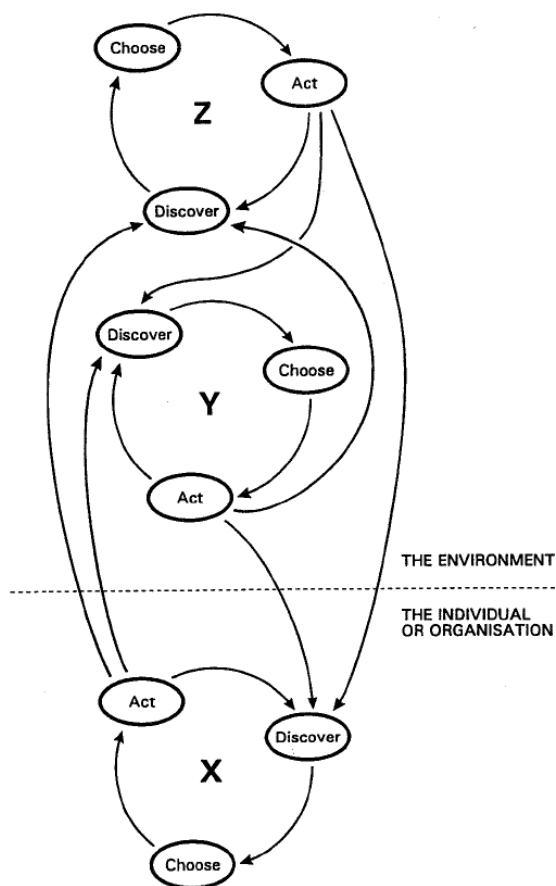 Choose
Act
Z
Discover
Discover
Choose
Y
Act
THE ENVIRONMENT
THE INDIVIDUAL
OR ORGANISATION
Act
Discover
X
Choose